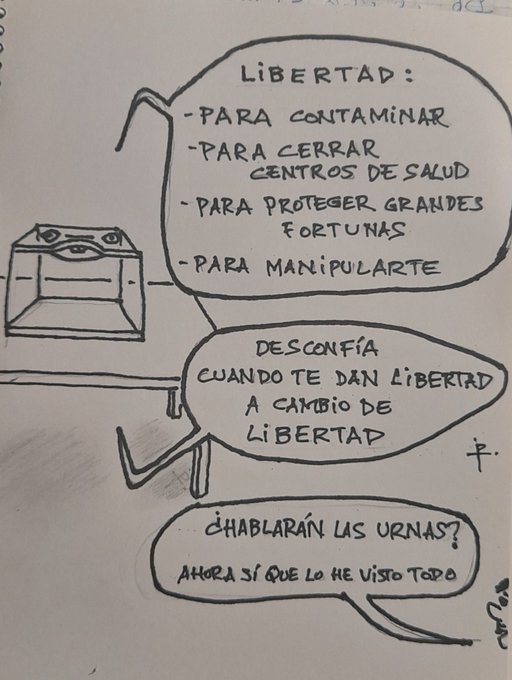 LIBERTAD:
-PARA CONTAMINAR
-PARA CERRAR
CENTROS DE SALUD
-PARA PROTEGER GRANDES
FORTUNAS
-PARA MANIPULARTE
DESCONFÍA
CUANDO TE DAN LIBERTAD
A CAMBIO DE
LIBERTAD
¿HABLARÁN LAS URNAS?
AHORA SÍ QUE LO HE VISTO TODO